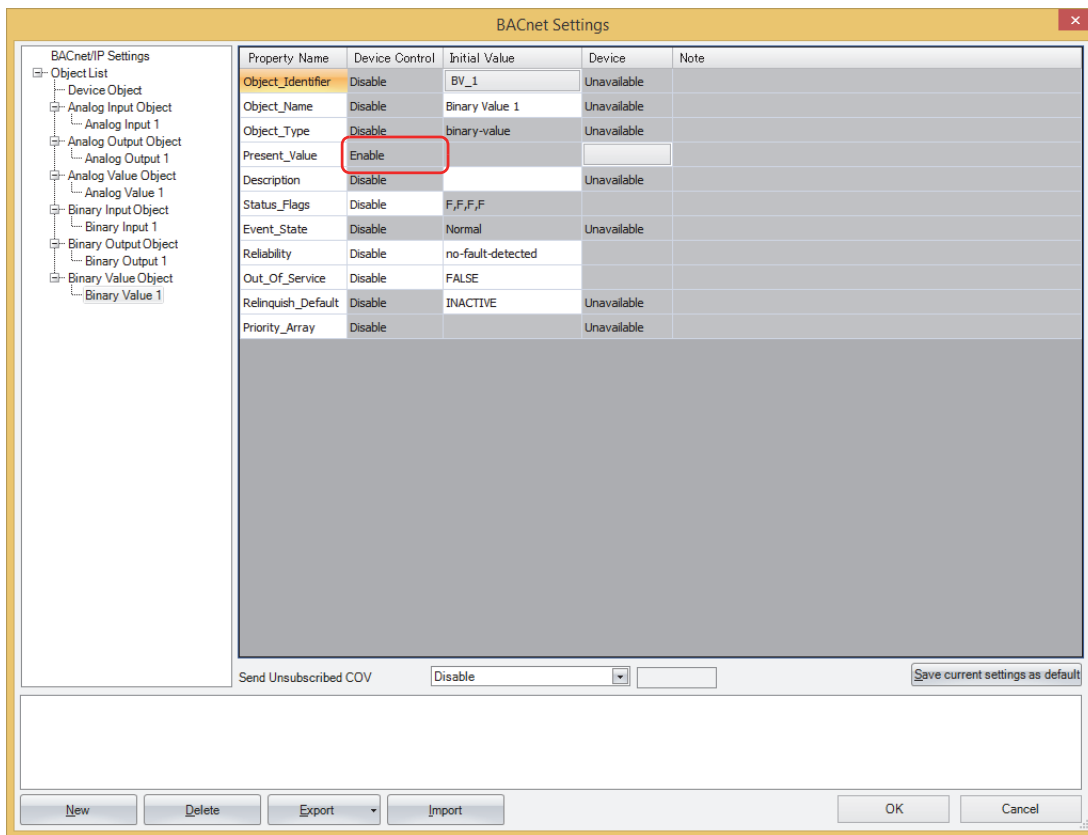 BACnet Settings
BACnet/IP Settings
Object List
Device Object
Analog Input Object
Analog Input 1
Analog Output Object
Analog Output 1
Analog Value Object
Analog Value 1
Binary Input Object
Binary Input 1
Binary Output Object
Binary Output 1
Binary Value Object
Binary Value 1
Property Name Device Control Initial Value Device Note
Object_Identifier Disable BV_1 Unavailable
Object_Name Disable Binary Value 1 Unavailable
Object_Type Disable binary-value Unavailable
Present_Value Enable
Description Disable Unavailable
Status_Flags Disable F,F,F,F
Event_State Disable Normal Unavailable
Reliability Disable no-fault-detected
Out_Of_Service Disable FALSE
Relinquish_Default Disable INACTIVE Unavailable
Priority_Array Disable Unavailable
Send Unsubscribed COV Disable Save current settings as default
New Delete Export Import OK Cancel